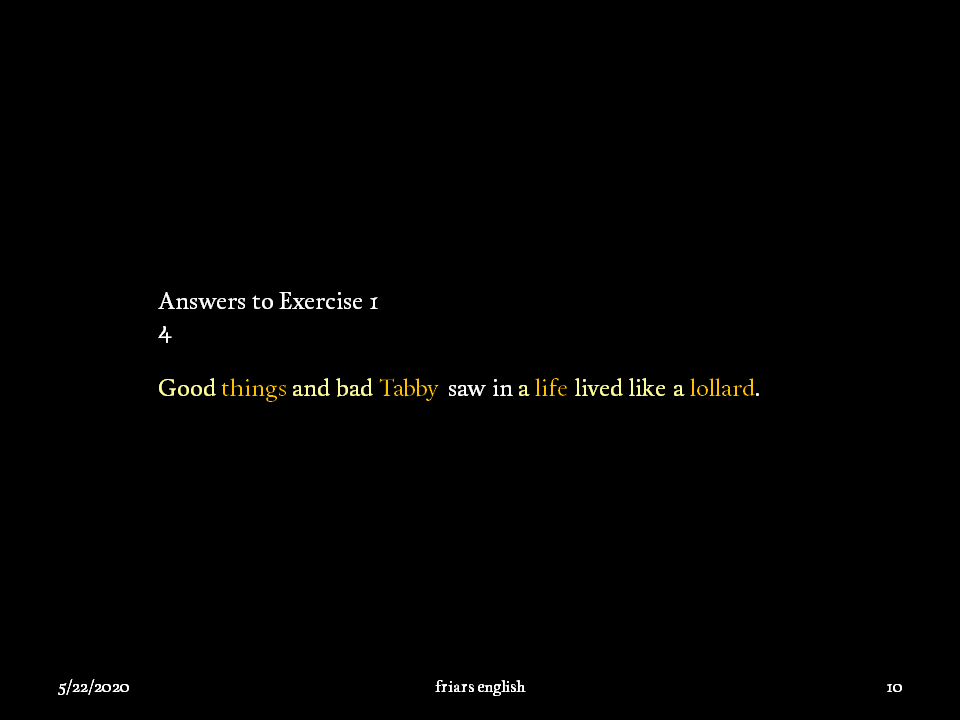 Answers to Exercise 1
4
Good things and bad Tabby saw in a life lived like a lollard.
5/22/2020
friars english
10